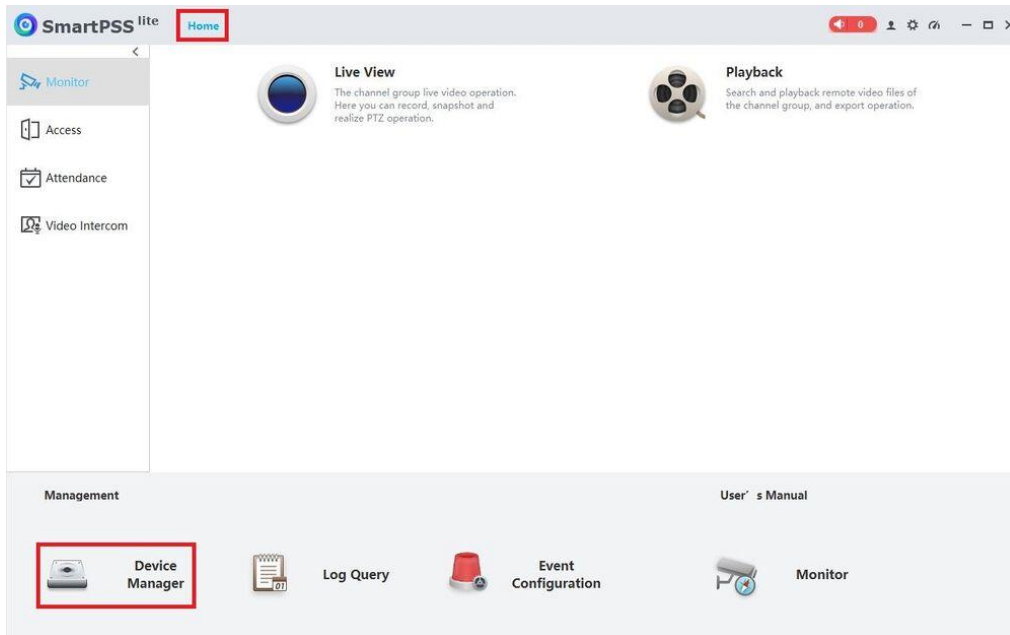 SmartPSS lite
Home
0
Monitor
Access
Attendance
Video Intercom
Live View
The channel group live video operation.
Here you can record, snapshot and
realize PTZ operation.
Playback
Search and playback remote video files of
the channel group, and export operation.
Management
User' s Manual
Device
Manager
01
Log Query
Event
Configuration
Monitor